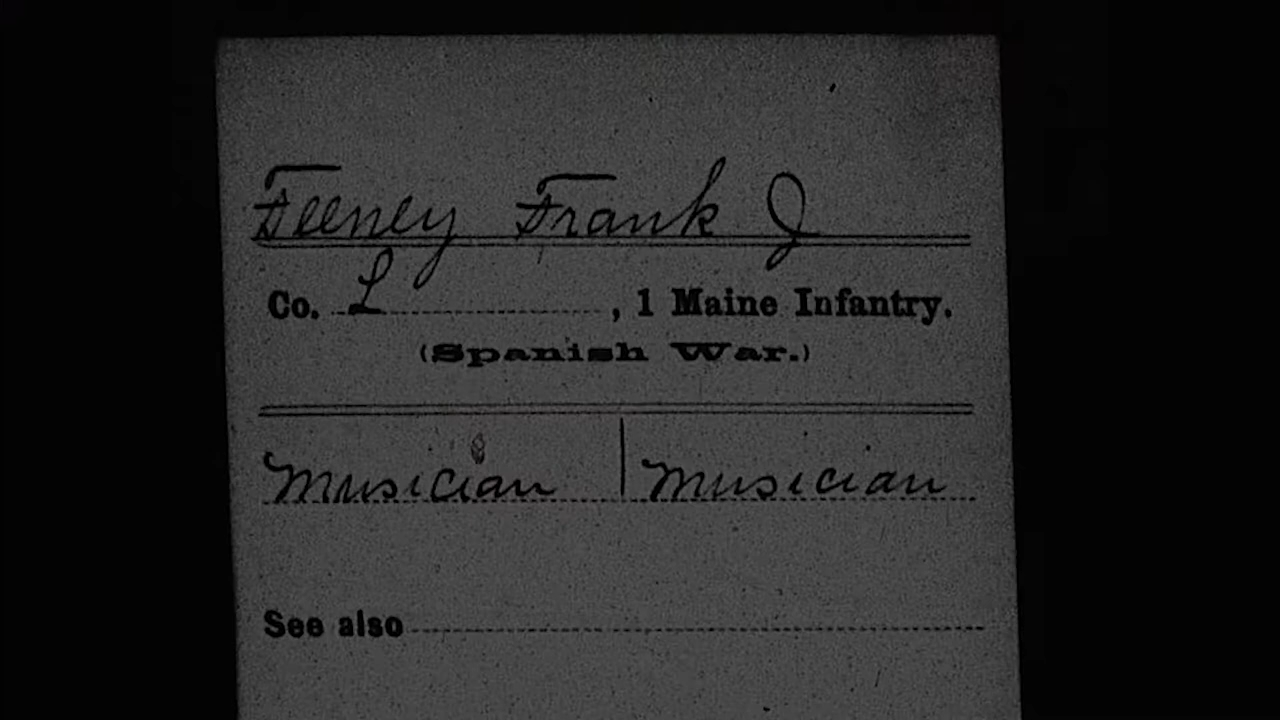 Feeney Frank J
Co. L, 1 Maine Infantry.
(Spanish War.)
Musician | Musician
See also